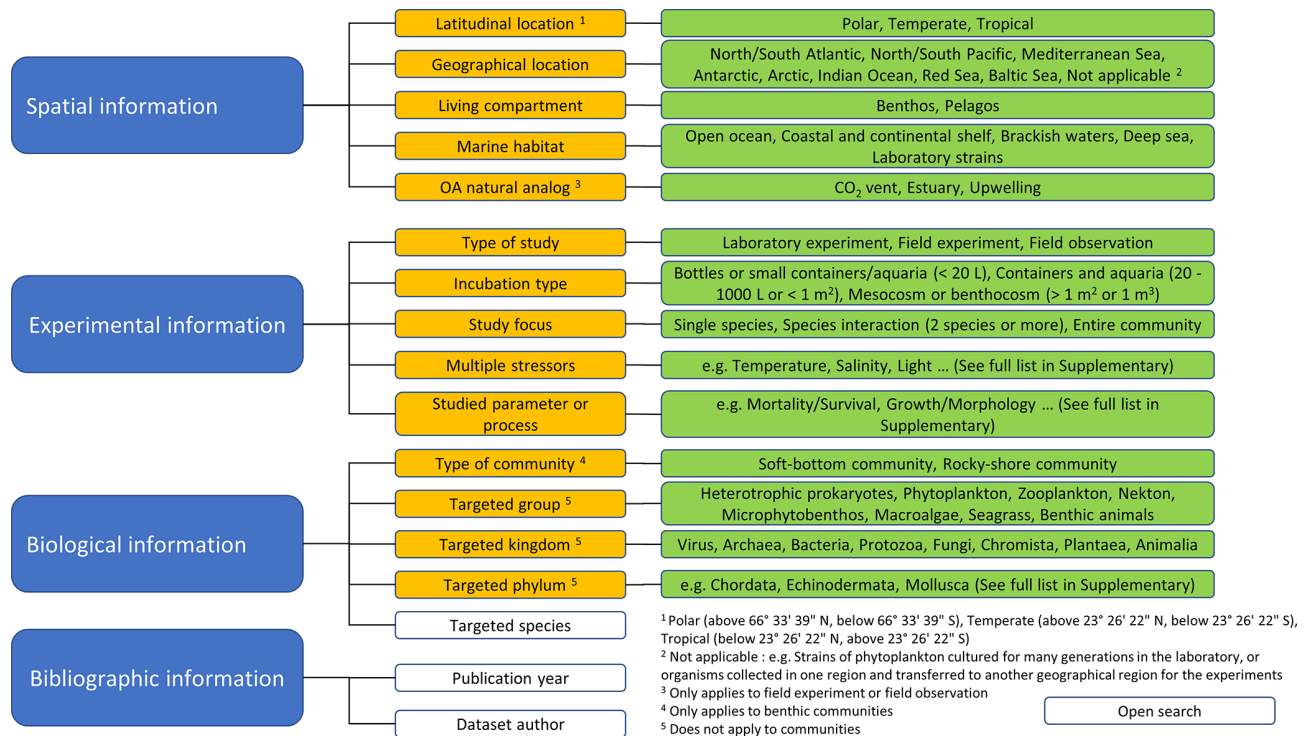 Spatial information
Latitudinal location ¹
Polar, Temperate, Tropical
Geographical location
North/South Atlantic, North/South Pacific, Mediterranean Sea,
Antarctic, Arctic, Indian Ocean, Red Sea, Baltic Sea, Not applicable ²
Living compartment
Benthos, Pelagos
Marine habitat
Open ocean, Coastal and continental shelf, Brackish waters, Deep sea,
Laboratory strains
OA natural analog ³
CO₂ vent, Estuary, Upwelling
Experimental information
Type of study
Laboratory experiment, Field experiment, Field observation
Incubation type
Bottles or small containers/aquaria (< 20 L), Containers and aquaria (20 -
1000 L or < 1 m²), Mesocosm or benthocosm (> 1 m² or 1 m³)
Study focus
Single species, Species interaction (2 species or more), Entire community
Multiple stressors
e.g. Temperature, Salinity, Light ... (See full list in Supplementary)
Studied parameter or
process
e.g. Mortality/Survival, Growth/Morphology ... (See full list in
Supplementary)
Biological information
Type of community ⁴
Soft-bottom community, Rocky-shore community
Targeted group ⁵
Heterotrophic prokaryotes, Phytoplankton, Zooplankton, Nekton,
Microphytobenthos, Macroalgae, Seagrass, Benthic animals
Targeted kingdom ⁵
Virus, Archaea, Bacteria, Protozoa, Fungi, Chromista, Plantaea, Animalia
Targeted phylum ⁵
e.g. Chordata, Echinodermata, Mollusca (See full list in Supplementary)
Targeted species
Bibliographic information
Publication year
Dataset author
¹ Polar (above 66° 33' 39" N, below 66° 33' 39" S), Temperate (above 23° 26' 22" N, below 23° 26' 22" S),
Tropical (below 23° 26' 22" N, above 23° 26' 22" S)
² Not applicable : e.g. Strains of phytoplankton cultured for many generations in the laboratory, or
organisms collected in one region and transferred to another geographical region for the experiments
³ Only applies to field experiment or field observation
⁴ Only applies to benthic communities
⁵ Does not apply to communities
Open search